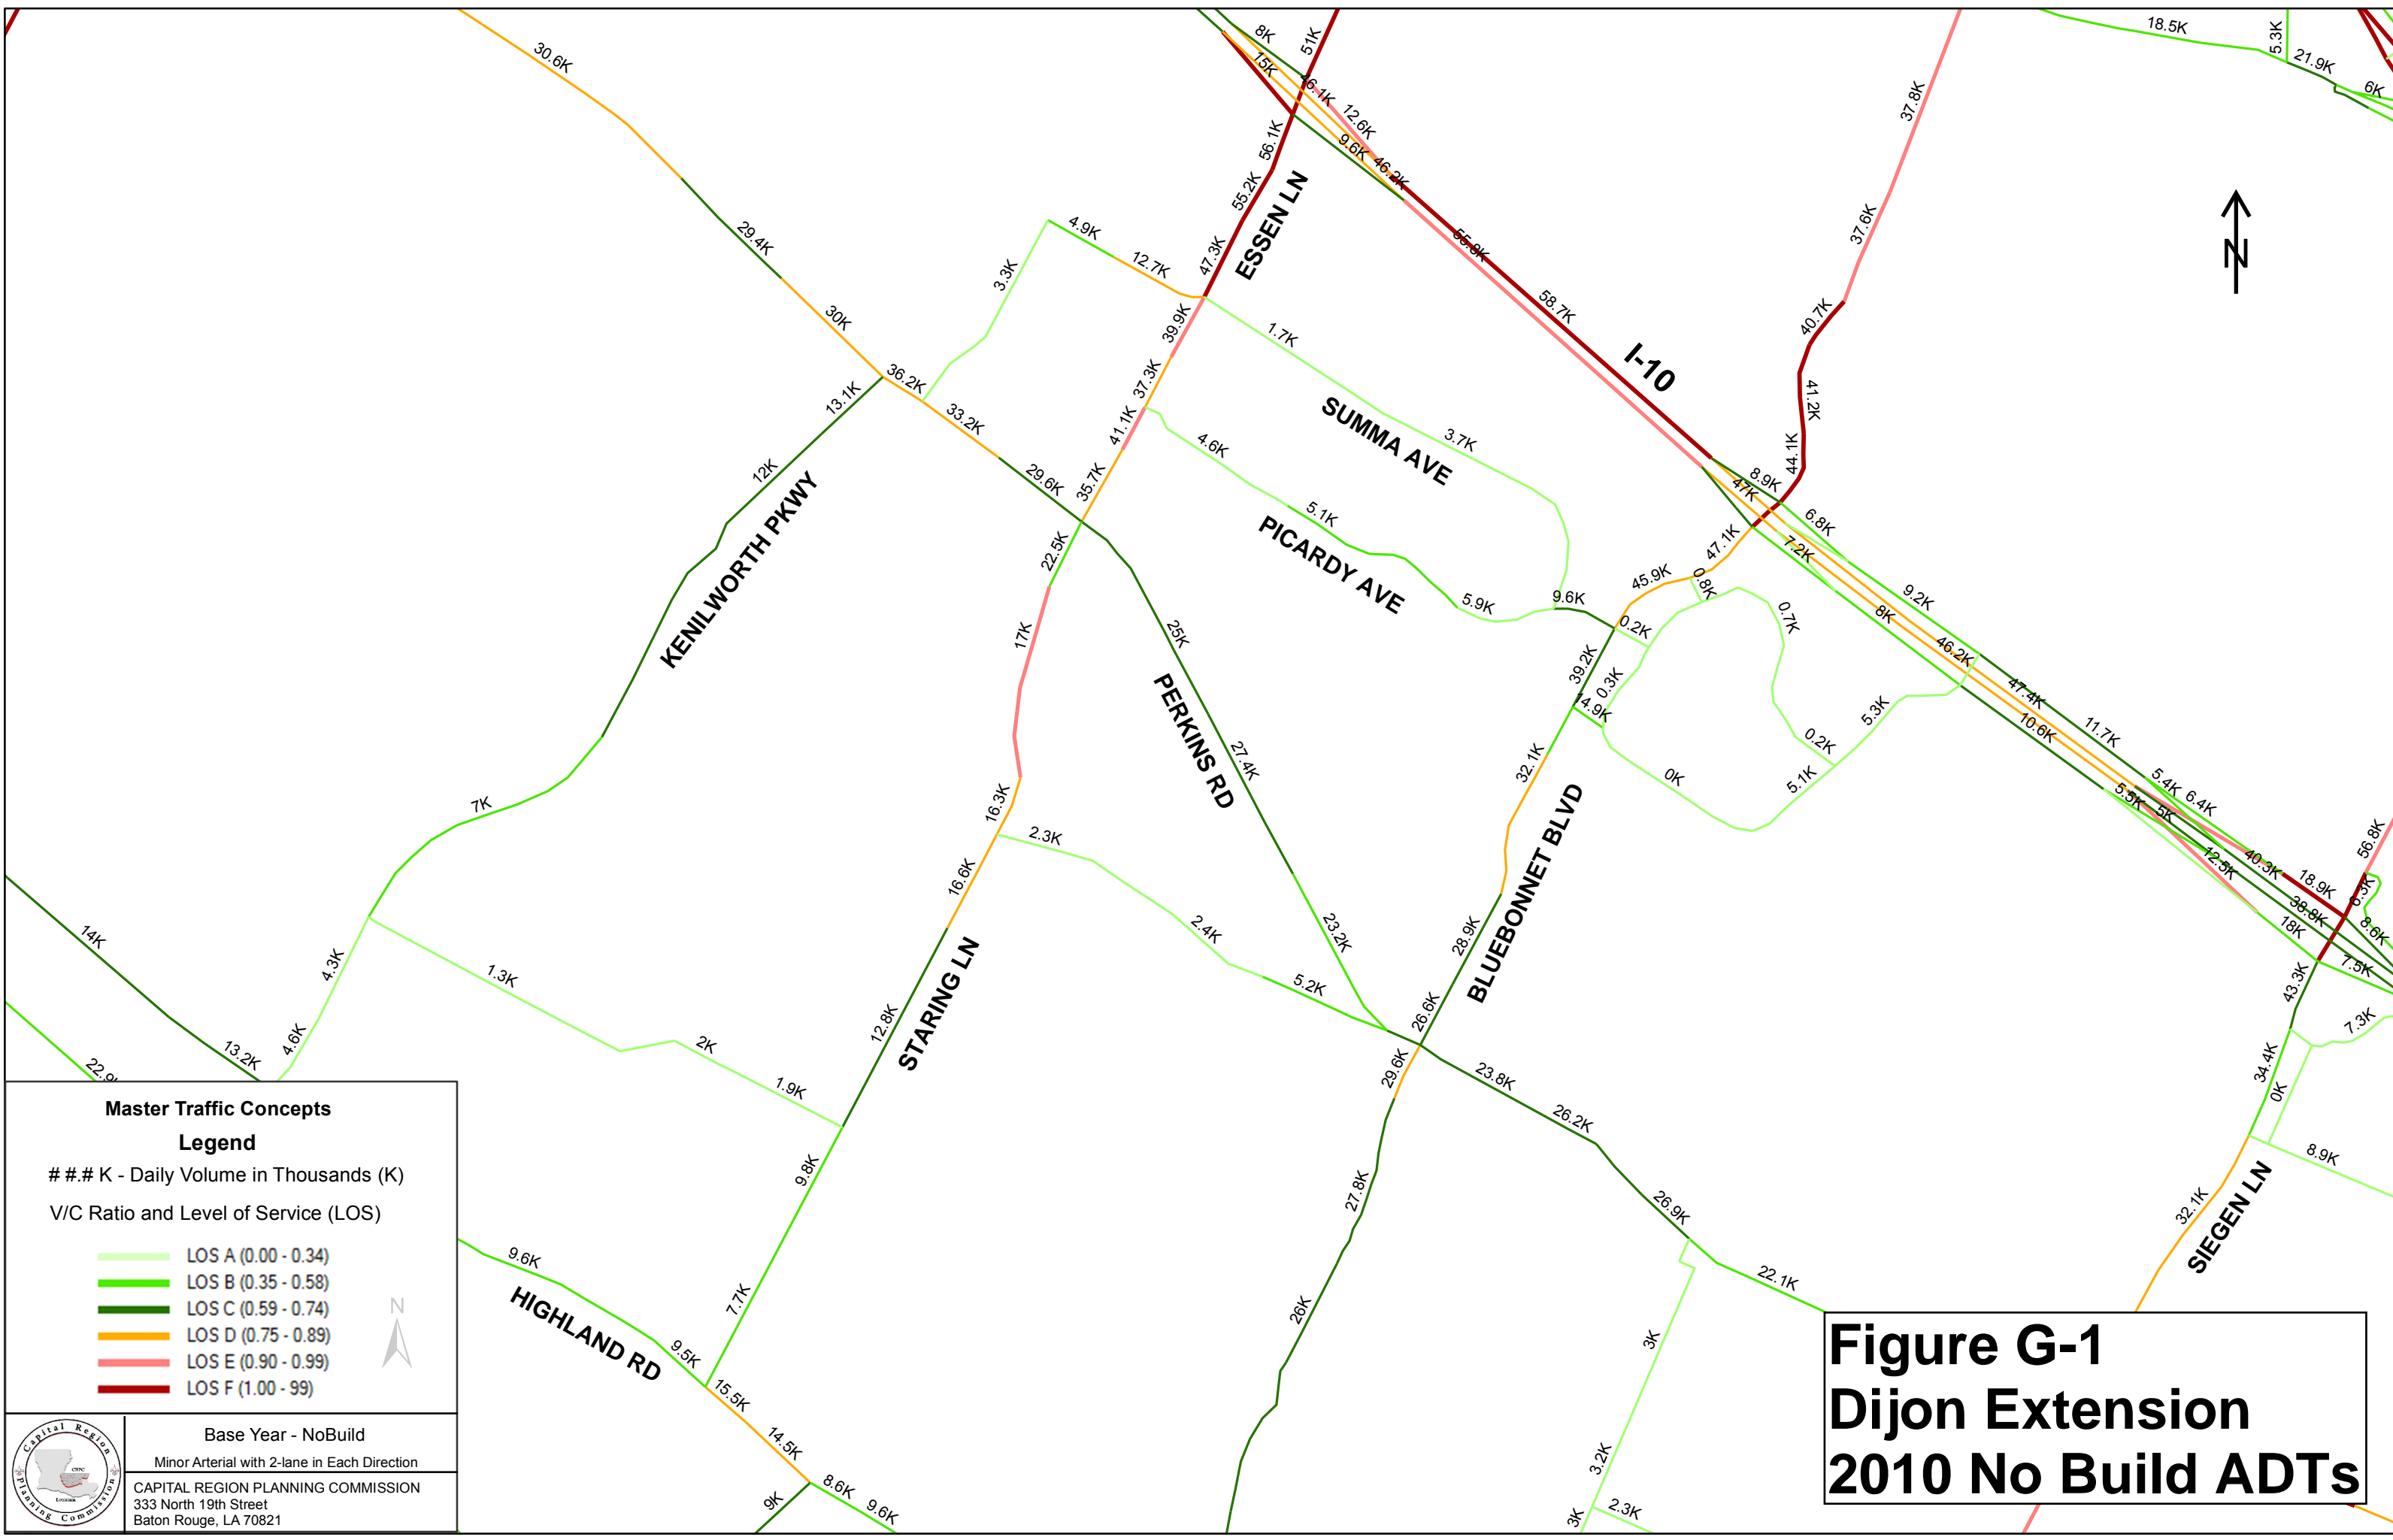 30.6K
8K
51K
15K
46.1K
12.6K
9.6K
46.2K
56.1K
55.2K
47.3K
ESSEN LN
18.5K
5.3K
21.9K
6K
37.8K
37.6K
N
29.4K
4.9K
12.7K
3.3K
55.8K
58.7K
I-10
40.7K
41.2K
44.1K
30K
39.9K
37.3K
1.7K
36.2K
13.1K
33.2K
41.1K
SUMMA AVE
3.7K
4.6K
12K
29.6K
35.7K
KENILWORTH PKWY
5.1K
PICARDY AVE
8.9K
47K
6.8K
7.2K
47.1K
45.9K
0.8K
22.5K
5.9K
9.6K
0.2K
0.7K
9.2K
8K
46.2K
47.4K
17K
25K
39.2K
0.3K
14.9K
5.3K
10.6K
11.7K
PERKINS RD
27.4K
32.1K
0.2K
0K
5.1K
5.4K
6.4K
5.5K
5K
7K
16.3K
2.3K
BLUEBONNET BLVD
56.8K
12.5K
40.3K
18.9K
6.3K
38.8K
18K
8.6K
7.5K
16.6K
2.4K
23.2K
28.9K
14K
4.3K
1.3K
STARING LN
5.2K
43.3K
7.3K
13.2K
4.6K
2K
12.8K
26.6K
29.6K
23.8K
34.4K
0K
1.9K
26.2K
8.9K
9.8K
27.8K
26.9K
32.1K
SIEGEN LN
22.1K
Master Traffic Concepts
Legend
# #.# K - Daily Volume in Thousands (K)
V/C Ratio and Level of Service (LOS)
LOS A (0.00 - 0.34)
LOS B (0.35 - 0.58)
LOS C (0.59 - 0.74)
LOS D (0.75 - 0.89)
LOS E (0.90 - 0.99)
LOS F (1.00 - 99)
N
9.6K
HIGHLAND RD
7.7K
9.5K
15.5K
14.5K
8.6K
9.6K
9K
26K
3K
3.2K
3K
2.3K
Capital Region
Planning Commission
CRPC
Louisiana
Base Year - NoBuild
Minor Arterial with 2-lane in Each Direction
CAPITAL REGION PLANNING COMMISSION
333 North 19th Street
Baton Rouge, LA 70821
Figure G-1
Dijon Extension
2010 No Build ADTs